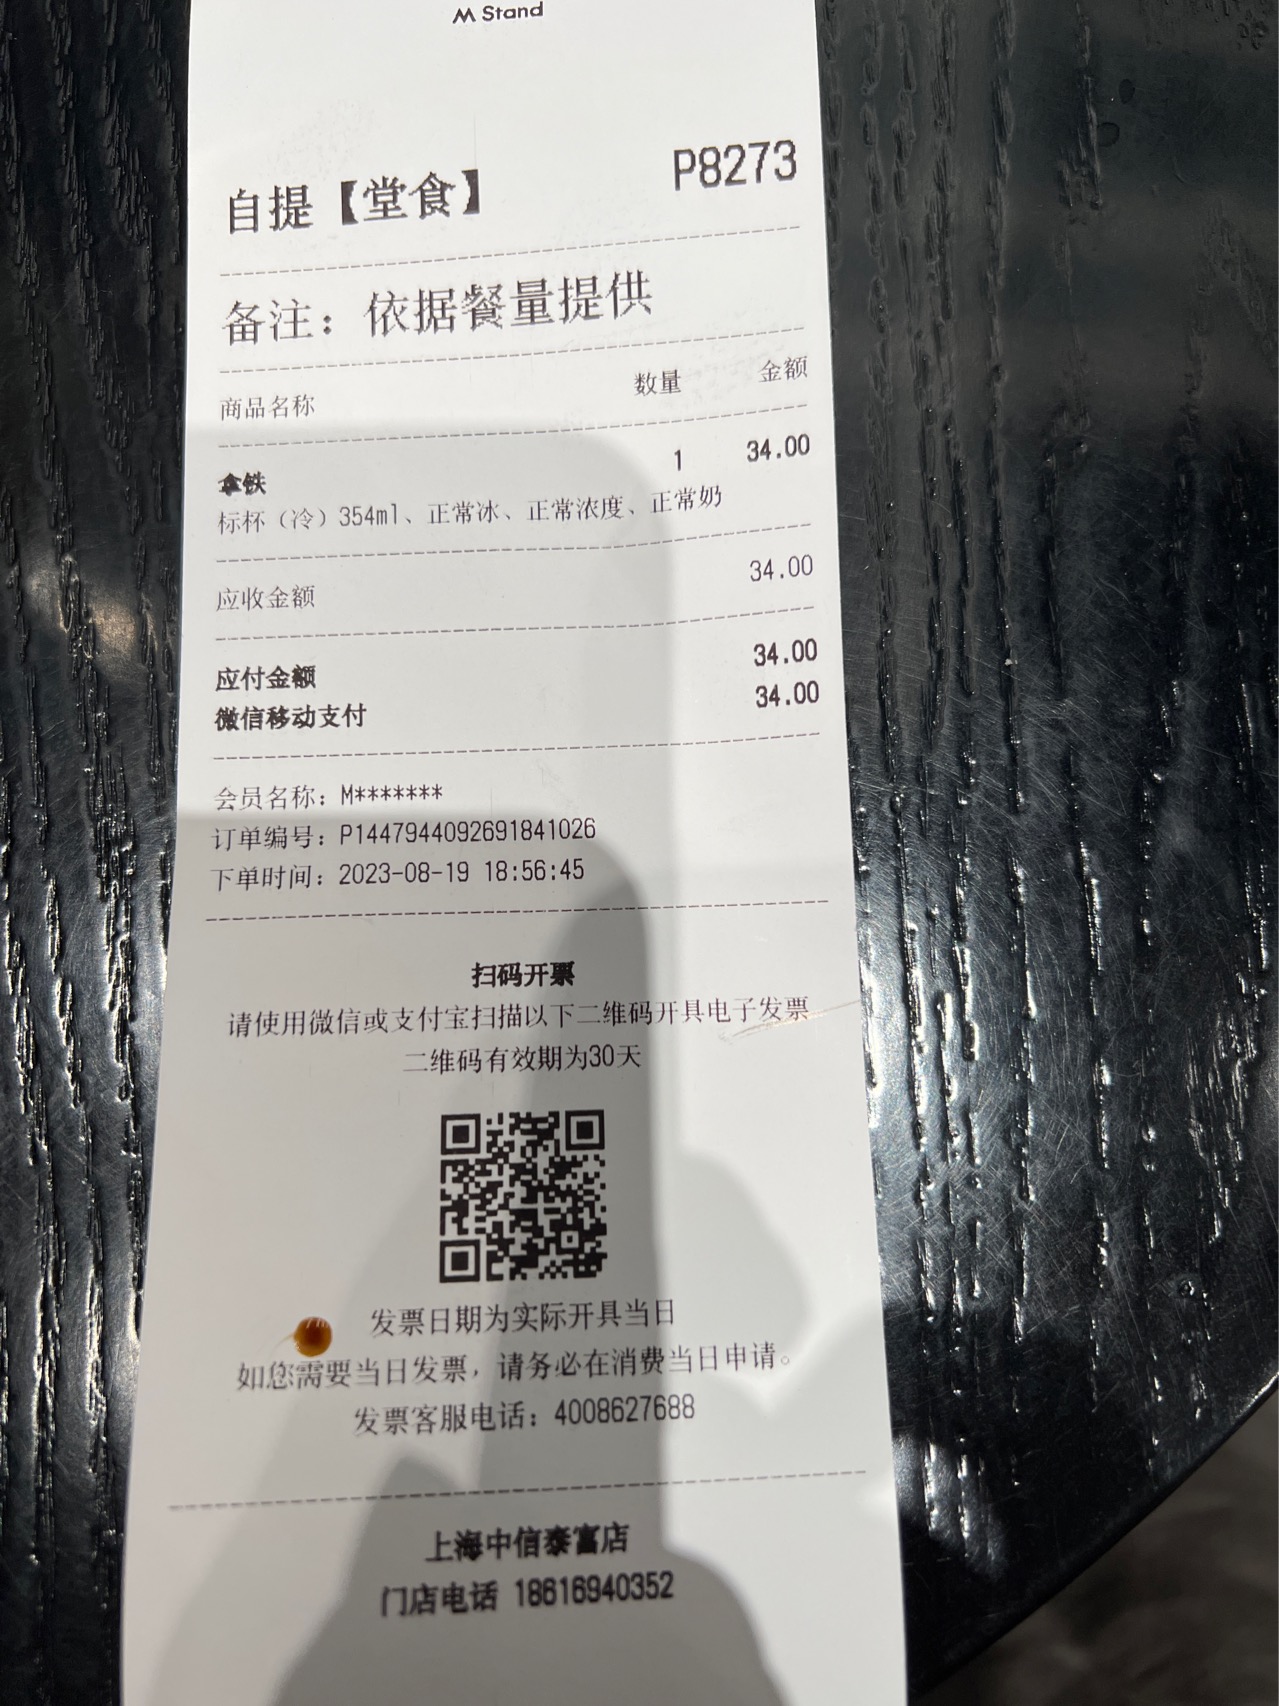 M Stand
自提【堂食】 P8273
备注：依据餐量提供
商品名称 数量 金额
拿铁 1 34.00
标杯（冷）354ml、正常冰、正常浓度、正常奶
应收金额 34.00
应付金额 34.00
微信移动支付 34.00
会员名称：M*******
订单编号：P1447944092691841026
下单时间：2023-08-19 18:56:45
扫码开票
请使用微信或支付宝扫描以下二维码开具电子发票
二维码有效期为30天
发票日期为实际开具当日
如您需要当日发票，请务必在消费当日申请。
发票客服电话：4008627688
上海中信泰富店
门店电话 18616940352